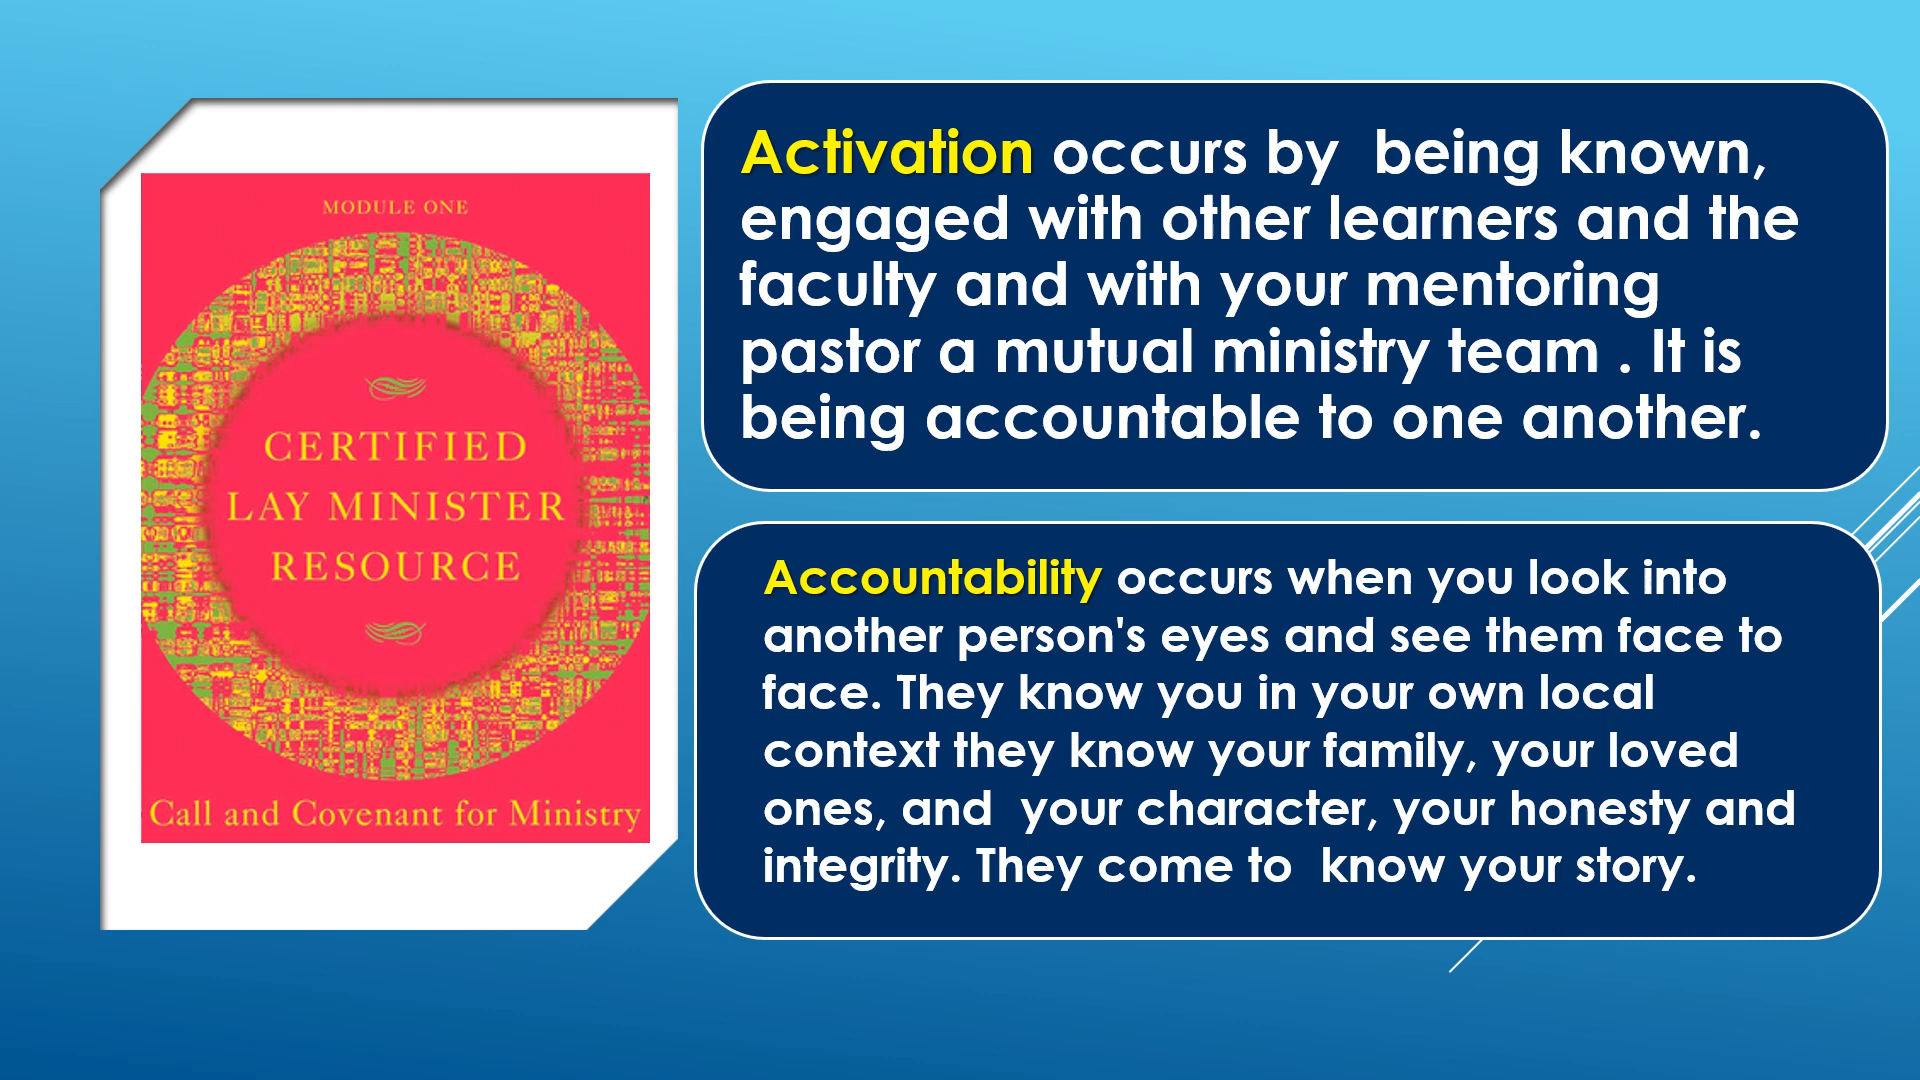 MODULE ONE
CERTIFIED
LAY MINISTER
RESOURCE
Call and Covenant for Ministry
Activation occurs by  being known,
engaged with other learners and the
faculty and with your mentoring
pastor a mutual ministry team . It is
being accountable to one another.
Accountability occurs when you look into
another person's eyes and see them face to
face. They know you in your own local
context they know your family, your loved
ones, and  your character, your honesty and
integrity. They come to  know your story.